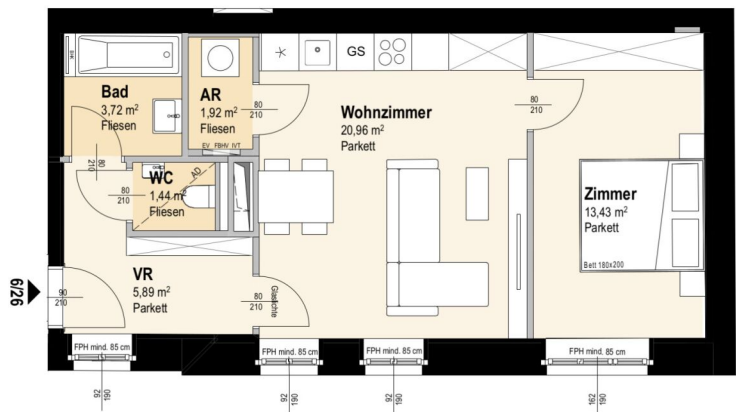 Bad
3,72 m²
Fliesen
AR
1,92 m²
Fliesen
EV FBHV IVT
80
210
GS
Wohnzimmer
20,96 m²
Parkett
80
210
80
210
WC
1,44 m²
Fliesen
AD
80
210
Zimmer
13,43 m²
Parkett
Bett 180x200
VR
5,89 m²
Parkett
6/26
90
210
80
210
Glaslichte
FPH mind. 85 cm
FPH mind. 85 cm
FPH mind. 85 cm
FPH mind. 85 cm
92
190
92
190
92
190
162
190